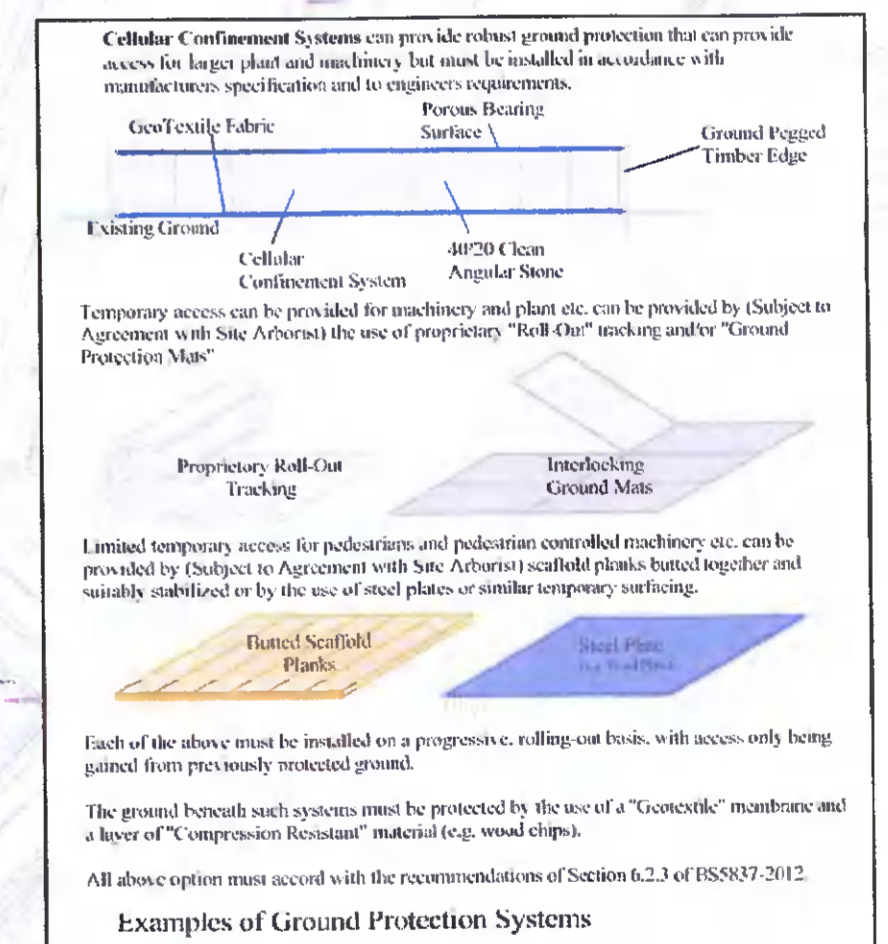 Cellular Confinement Systems can provide robust ground protection that can provide
access for larger plant and machinery but must be installed in accordance with
manufacturers specification and to engineers requirements.
GeoTextile Fabric
Porous Bearing
Surface
Ground Pegged
Timber Edge
Existing Ground
Cellular
Confinement System
40/20 Clean
Angular Stone
Temporary access can be provided for machinery and plant etc. can be provided by (Subject to
Agreement with Site Arborist) the use of proprietary "Roll-Out" tracking and/or "Ground
Protection Mats"
Proprietory Roll-Out
Tracking
Interlocking
Ground Mats
Limited temporary access for pedestrians and pedestrian controlled machinery etc. can be
provided by (Subject to Agreement with Site Arborist) scaffold planks butted together and
suitably stabilized or by the use of steel plates or similar temporary surfacing.
Butted Scaffold
Planks
Steel Plate
Each of the above must be installed on a progressive, rolling-out basis, with access only being
gained from previously protected ground.
The ground beneath such systems must be protected by the use of a "Geotextile" membrane and
a layer of "Compression Resistant" material (e.g. wood chips).
All above option must accord with the recommendations of Section 6.2.3 of BS5837-2012
Examples of Ground Protection Systems